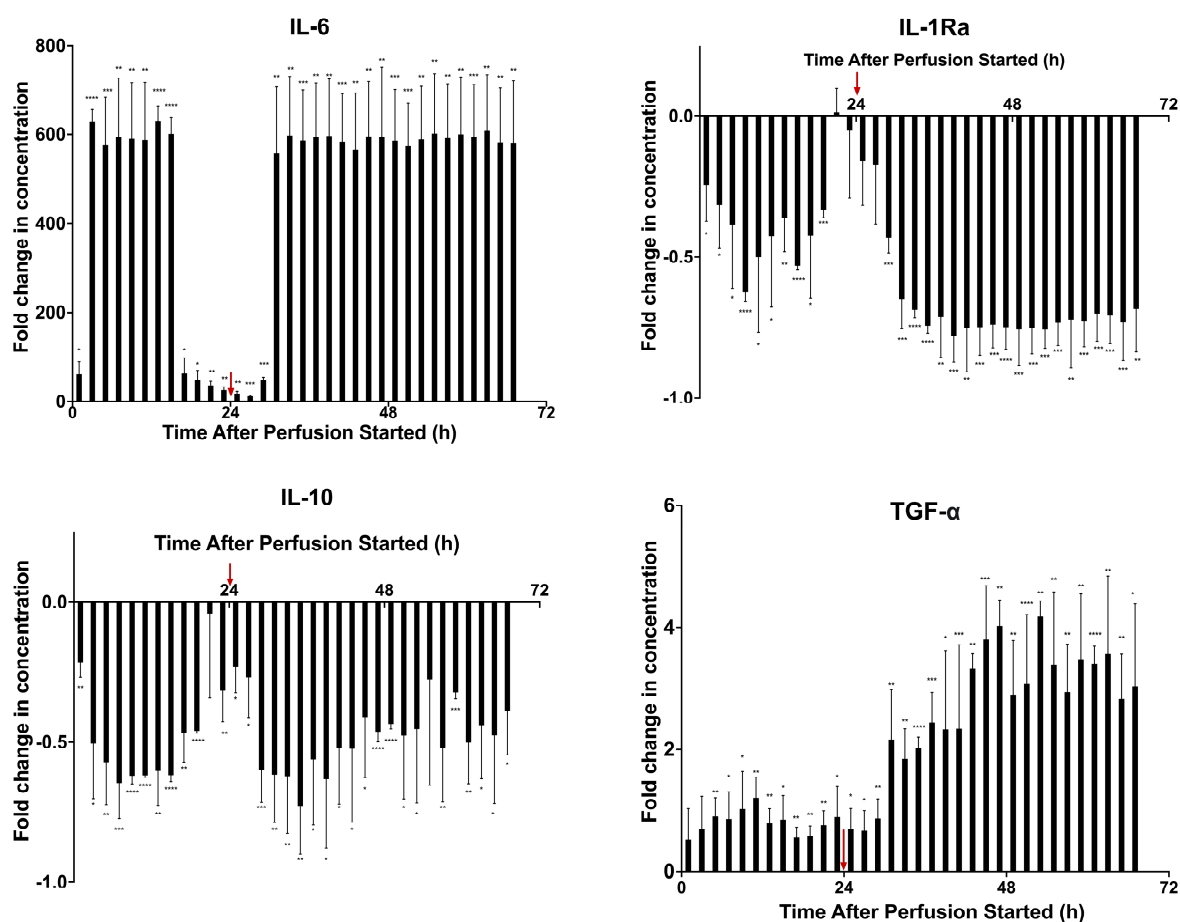 IL-6
Fold change in concentration
800
600
400
200
0
0
24
48
72
Time After Perfusion Started (h)
IL-1Ra
Time After Perfusion Started (h)
24
48
72
Fold change in concentration
0.0
-0.5
-1.0
IL-10
Time After Perfusion Started (h)
24
48
72
Fold change in concentration
0.0
-0.5
-1.0
TGF-α
Fold change in concentration
6
4
2
0
0
24
48
72
Time After Perfusion Started (h)